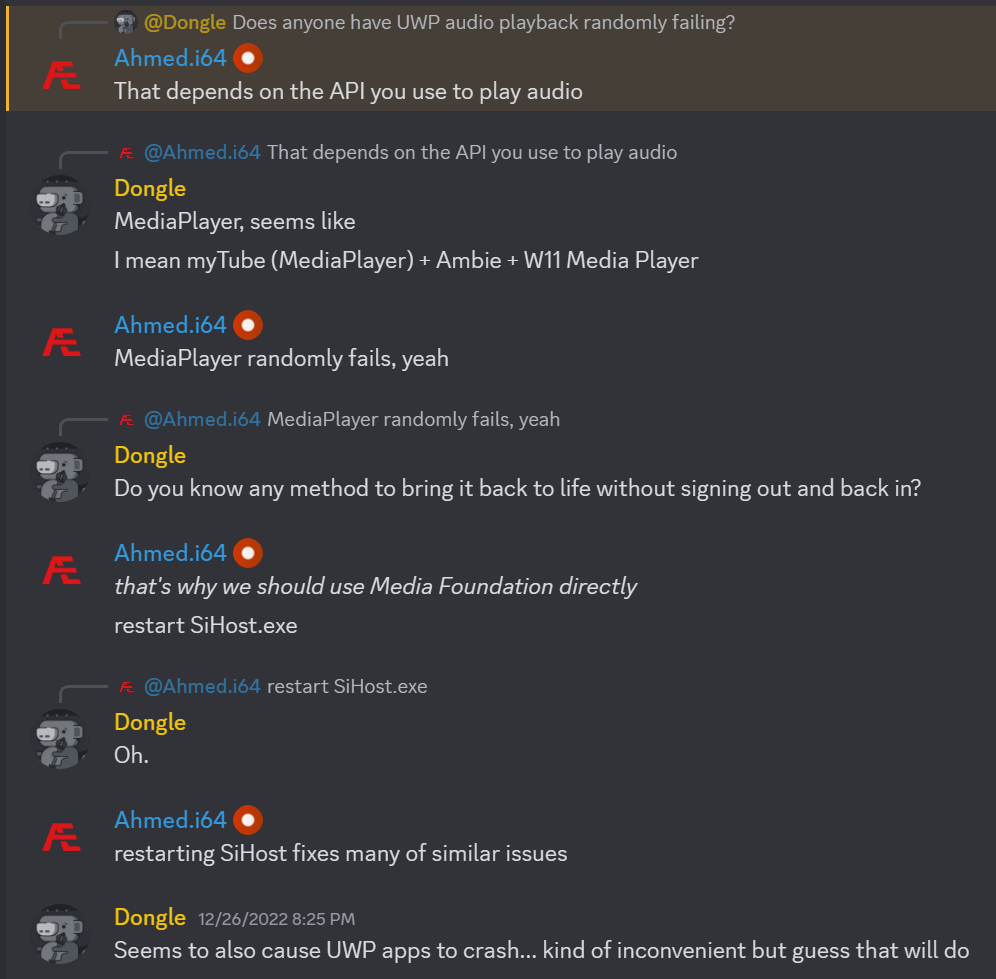 @Dongle Does anyone have UWP audio playback randomly failing?
Ahmed.i64
That depends on the API you use to play audio
@Ahmed.i64 That depends on the API you use to play audio
Dongle
MediaPlayer, seems like
I mean myTube (MediaPlayer) + Ambie + W11 Media Player
Ahmed.i64
MediaPlayer randomly fails, yeah
@Ahmed.i64 MediaPlayer randomly fails, yeah
Dongle
Do you know any method to bring it back to life without signing out and back in?
Ahmed.i64
that's why we should use Media Foundation directly
restart SiHost.exe
@Ahmed.i64 restart SiHost.exe
Dongle
Oh.
Ahmed.i64
restarting SiHost fixes many of similar issues
Dongle 12/26/2022 8:25 PM
Seems to also cause UWP apps to crash... kind of inconvenient but guess that will do